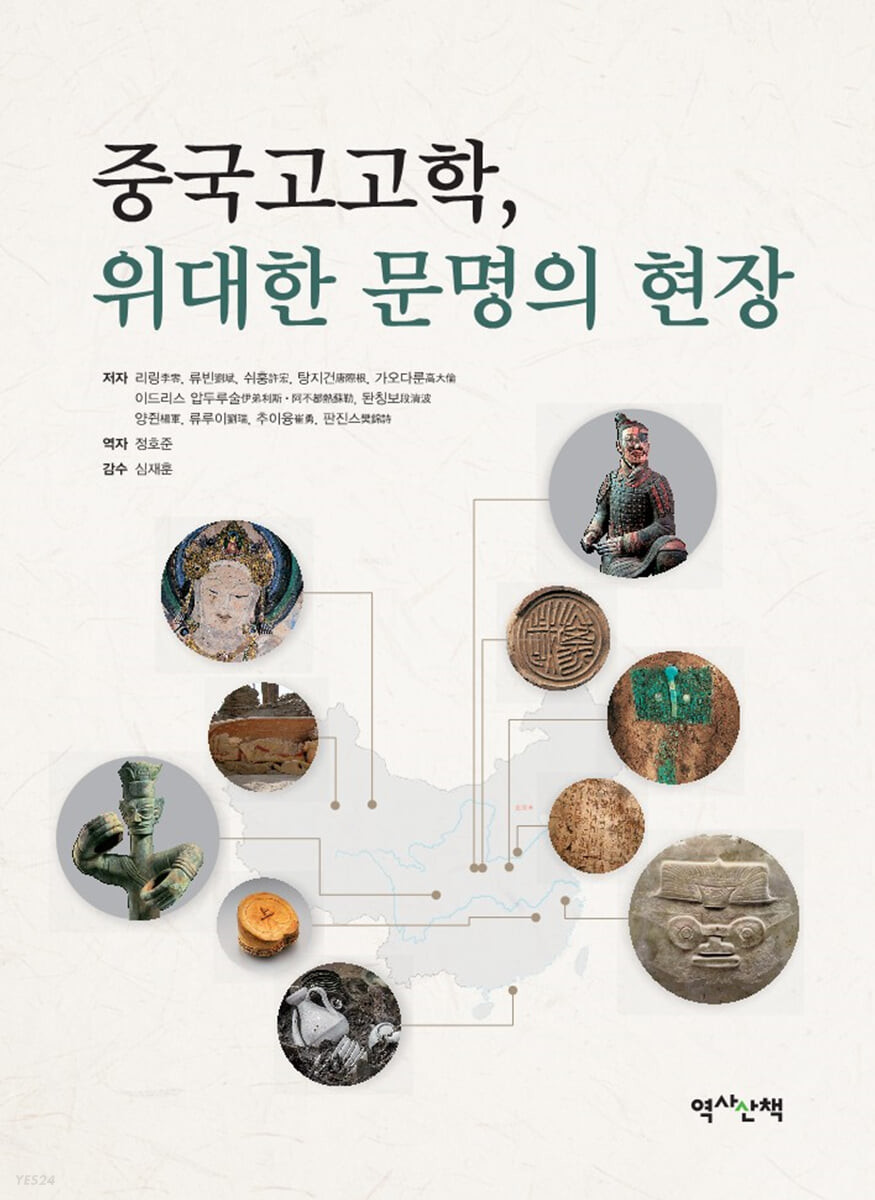 중국고고학,
위대한 문명의 현장
저자 리링李零, 류빈劉斌, 쉬홍許宏, 탕지건唐際根, 가오다룬高大倫
이드리스 압두루술伊弟利斯·阿不都熱蘇勒, 돤칭보段淸波
양쥔楊軍, 류루이劉瑞, 추이융崔勇, 판진스樊錦詩
역자 정호준
감수 심재훈
역사산책
YES24